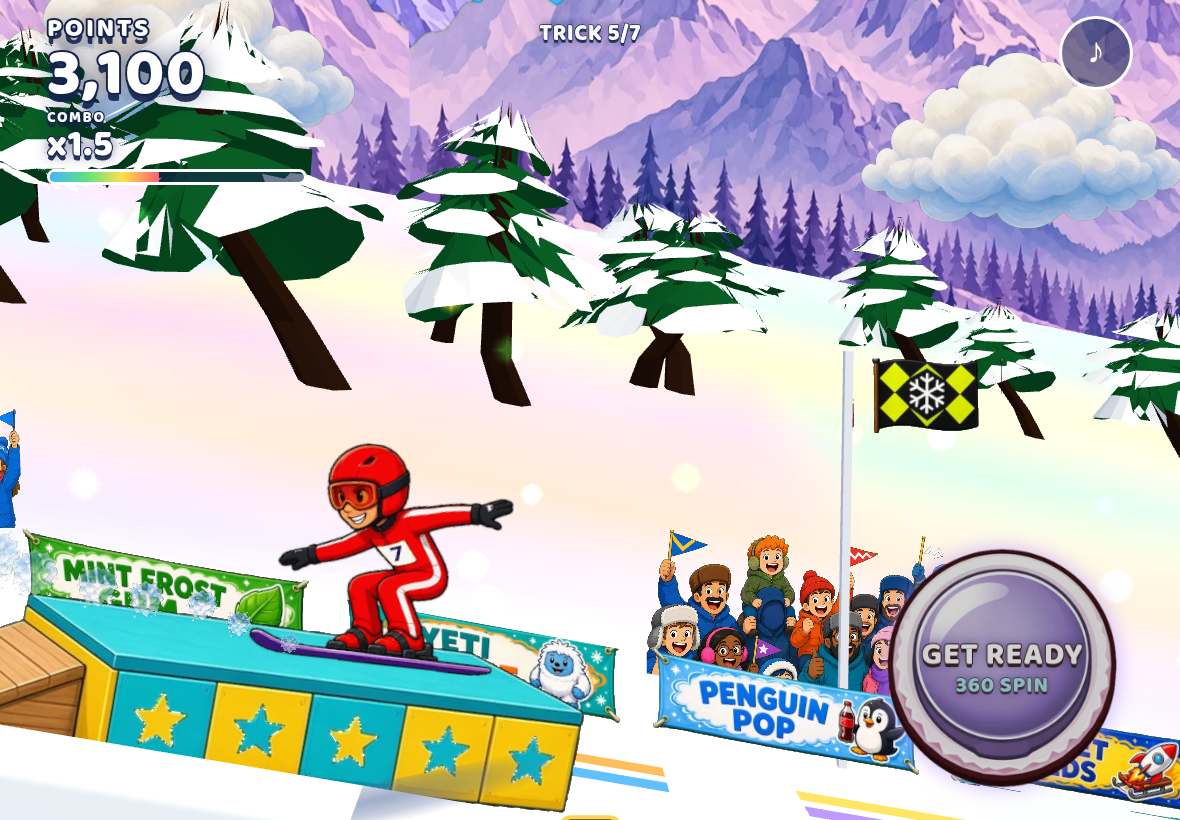 POINTS
3,100
COMBO
x1.5
TRICK 5/7
♪
7
MINT FROST
GUM
YETI
PENGUIN
POP
GET READY
360 SPIN